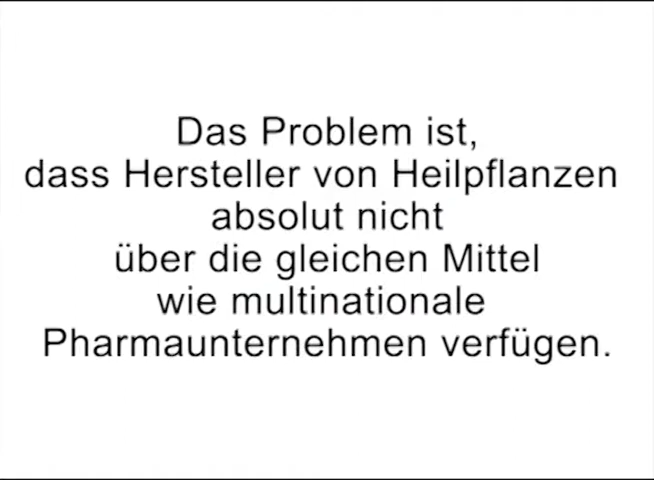 Das Problem ist,
dass Hersteller von Heilpflanzen
absolut nicht
über die gleichen Mittel
wie multinationale
Pharmaunternehmen verfügen.